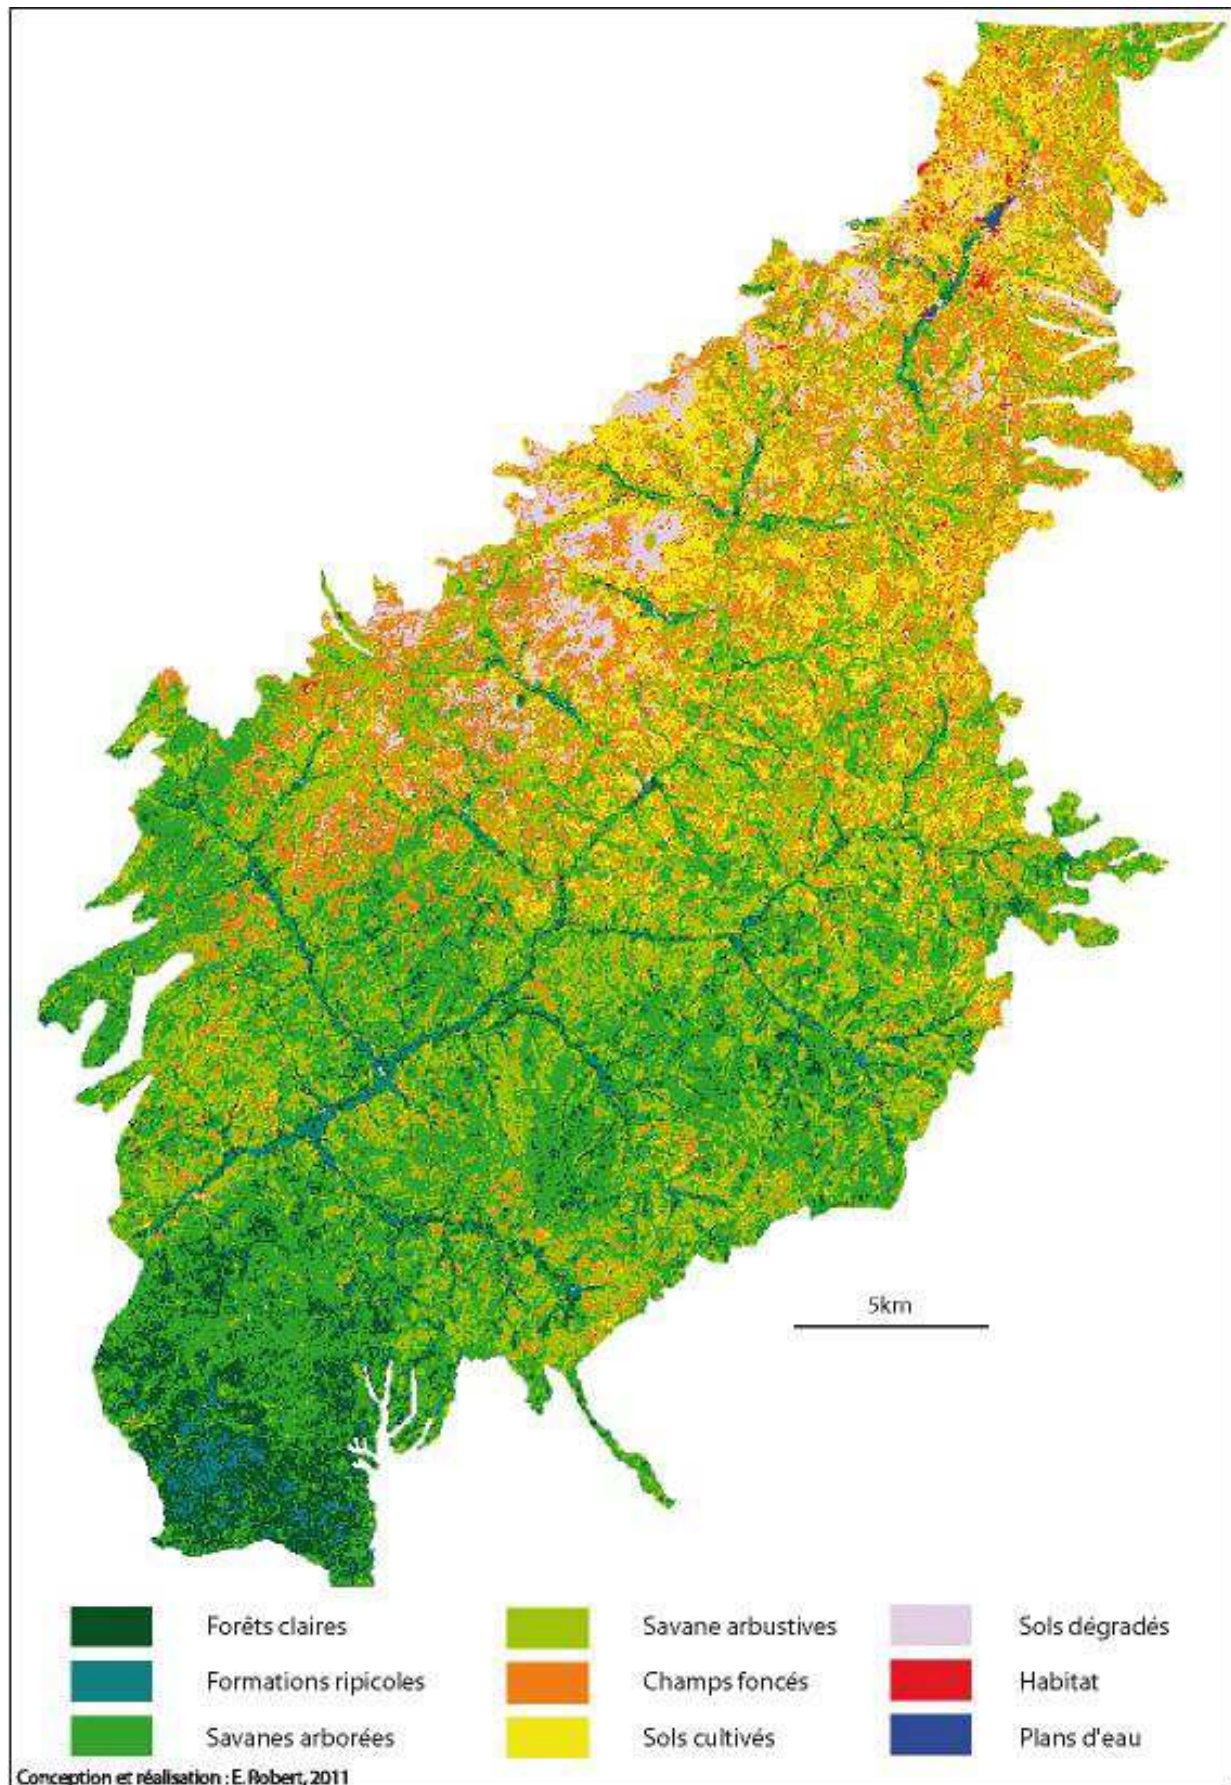 5km
Forêts claires
Formations ripicoles
Savanes arborées
Savane arbustives
Champs foncés
Sols cultivés
Sols dégradés
Habitat
Plans d'eau
Conception et réalisation : E. Robert, 2011